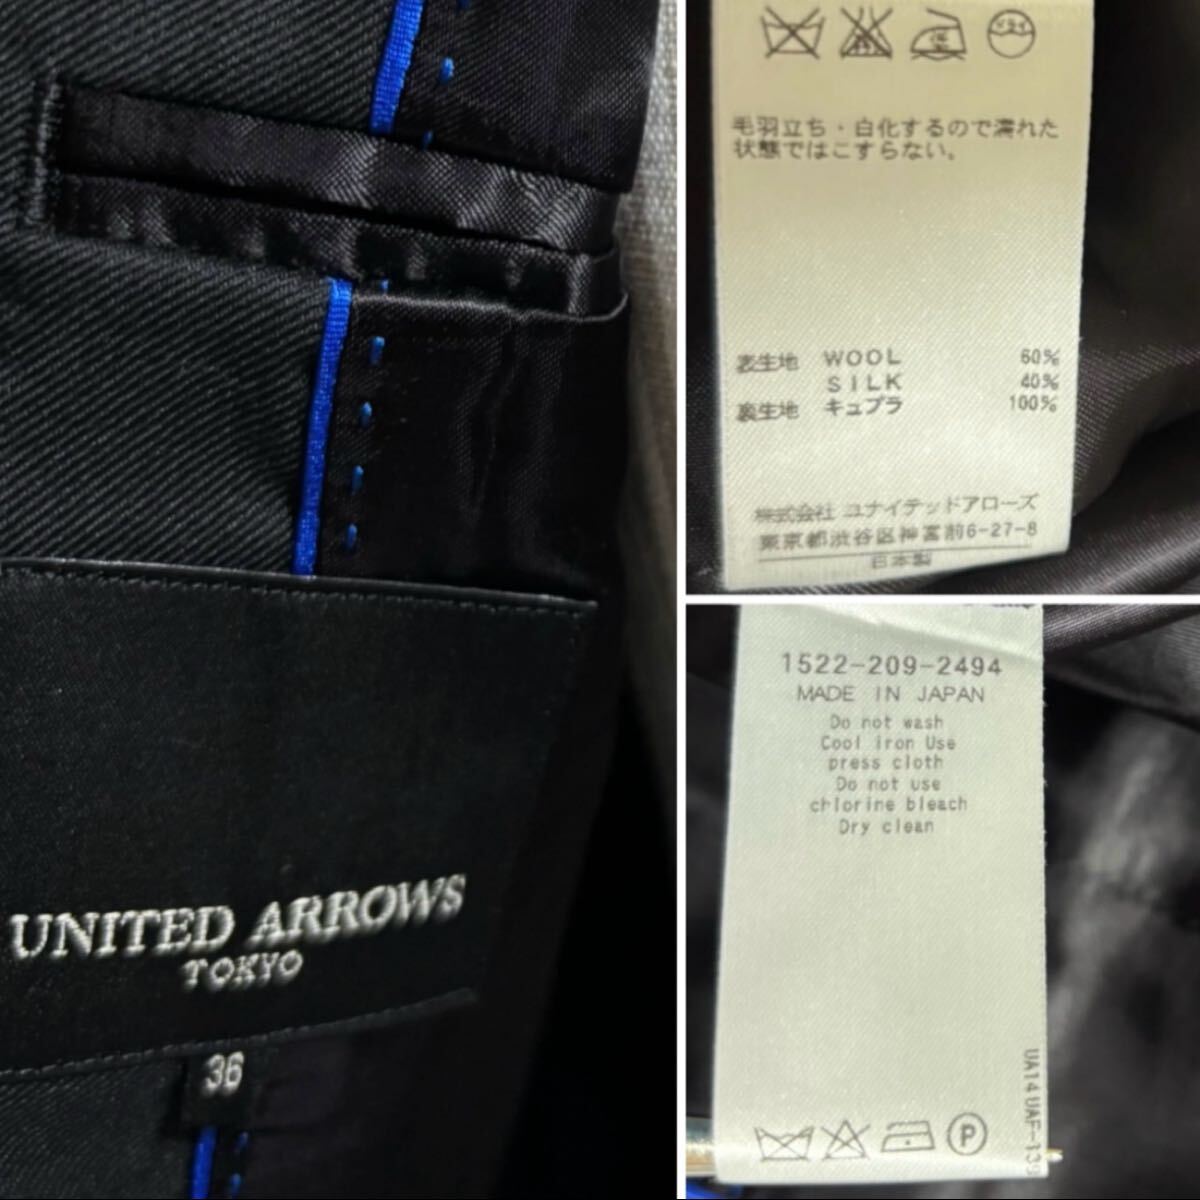 UNITED ARROWS
TOKYO
36
ドライ
毛羽立ち・白化するので濡れた
状態ではこすらない。
表生地 WOOL 60%
SILK 40%
裏生地 キュプラ 100%
株式会社 ユナイテッドアローズ
東京都渋谷区神宮前6-27-8
日本製
1522-209-2494
MADE IN JAPAN
Do not wash
Cool iron Use
press cloth
Do not use
chlorine bleach
Dry clean
P